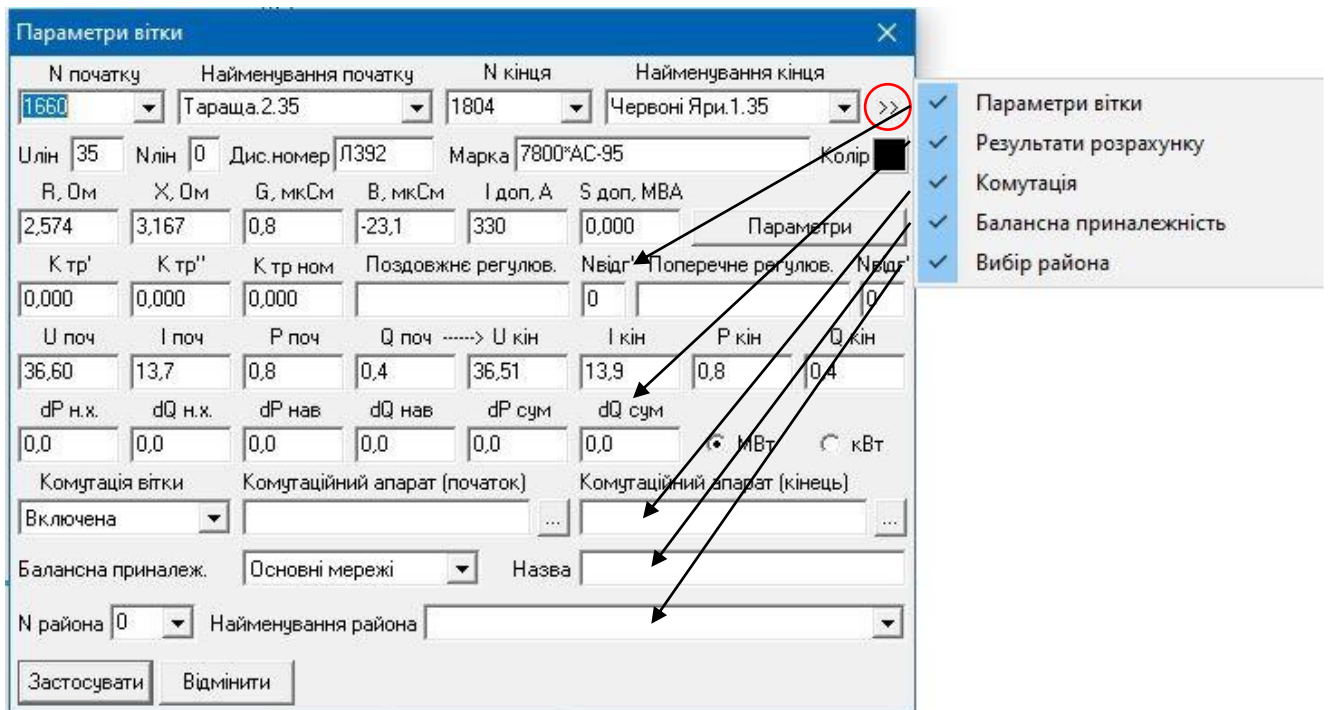 Параметри вітки
N початку Найменування початку N кінця Найменування кінця
1660 Тараща.2.35 1804 Червоні Яри.1.35 >>
Uлін 35 Nлін 0 Дис.номер Л392 Марка 7800*АС-95 Колір
R, Ом X, Ом G, мкСм B, мкСм I доп, А S доп, МВА
2,574 3,167 0,8 -23,1 330 0,000 Параметри
К тр' К тр'' К тр ном Поздовжнє регулюв. Nвідг' Поперечне регулюв. Nвідг'
0,000 0,000 0,000 0 0
U поч I поч P поч Q поч -----> U кін I кін P кін Q кін
36,60 13,7 0,8 0,4 36,51 13,9 0,8 0,4
dP н.х. dQ н.х. dP нав dQ нав dP сум dQ сум
0,0 0,0 0,0 0,0 0,0 0,0 МВт кВт
Комутація вітки Комутаційний апарат (початок) Комутаційний апарат (кінець)
Включена ... ...
Балансна приналеж. Основні мережі Назва
N района 0 Найменування района
Застосувати Відмінити
Параметри вітки
Результати розрахунку
Комутація
Балансна приналежність
Вибір района